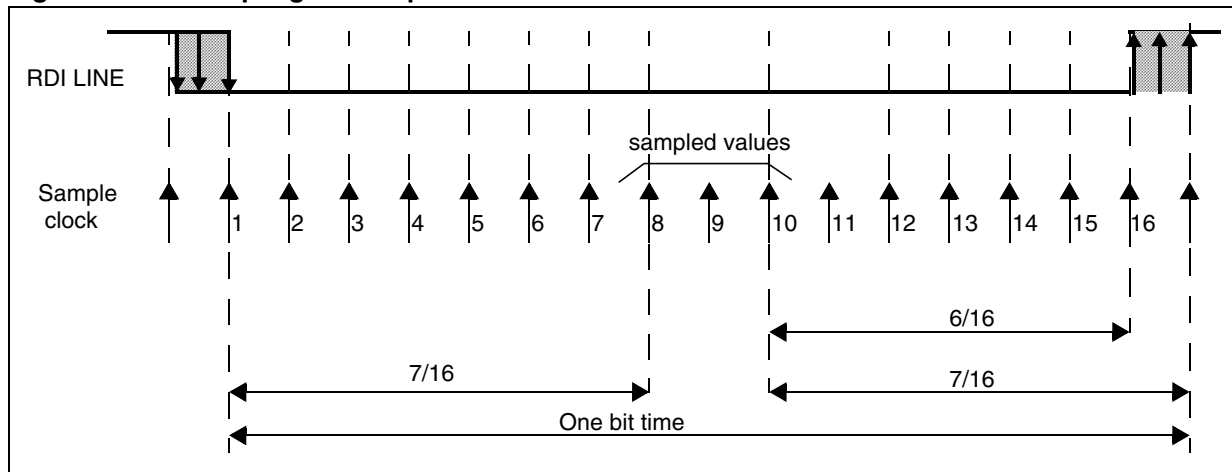 RDI LINE
sampled values
Sample
clock
1 2 3 4 5 6 7 8 9 10 11 12 13 14 15 16
6/16
7/16 7/16
One bit time